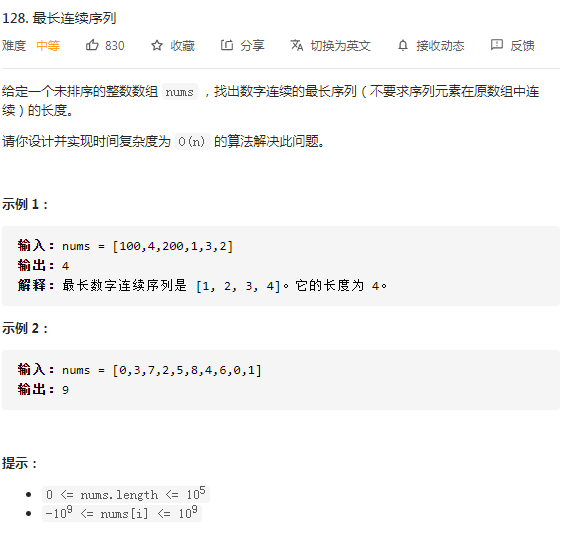 128. 最长连续序列
难度 中等 830 收藏 分享 切换为英文 接收动态 反馈
给定一个未排序的整数数组 nums ，找出数字连续的最长序列（不要求序列元素在原数组中连
续）的长度。
请你设计并实现时间复杂度为 O(n) 的算法解决此问题。
示例 1：
输入：nums = [100,4,200,1,3,2]
输出：4
解释：最长数字连续序列是 [1, 2, 3, 4]。它的长度为 4。
示例 2：
输入：nums = [0,3,7,2,5,8,4,6,0,1]
输出：9
提示：
• 0 <= nums.length <= 10⁵
• -10⁹ <= nums[i] <= 10⁹